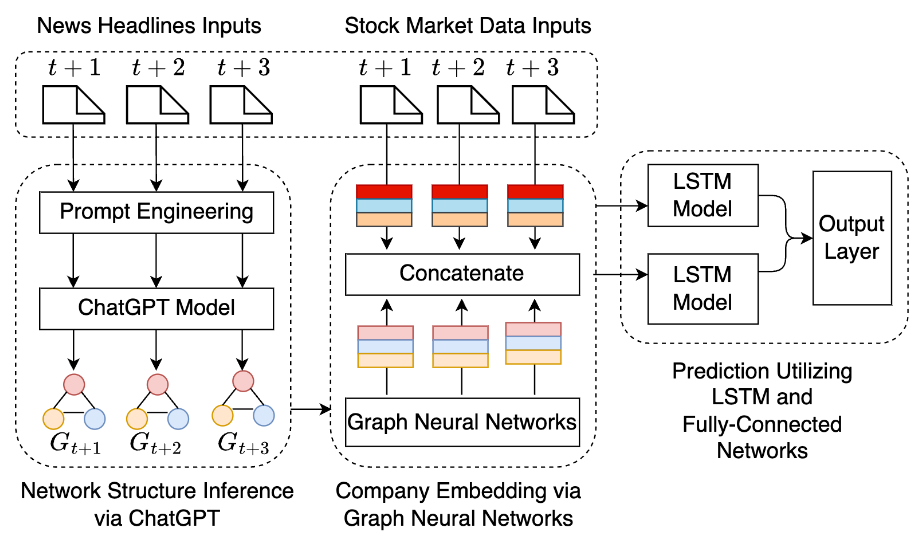 News Headlines Inputs
Stock Market Data Inputs
t + 1 t + 2 t + 3
t + 1 t + 2 t + 3
Prompt Engineering
ChatGPT Model
G_{t+1} G_{t+2} G_{t+3}
Network Structure Inference
via ChatGPT
Concatenate
Graph Neural Networks
Company Embedding via
Graph Neural Networks
LSTM
Model
LSTM
Model
Output
Layer
Prediction Utilizing
LSTM and
Fully-Connected
Networks